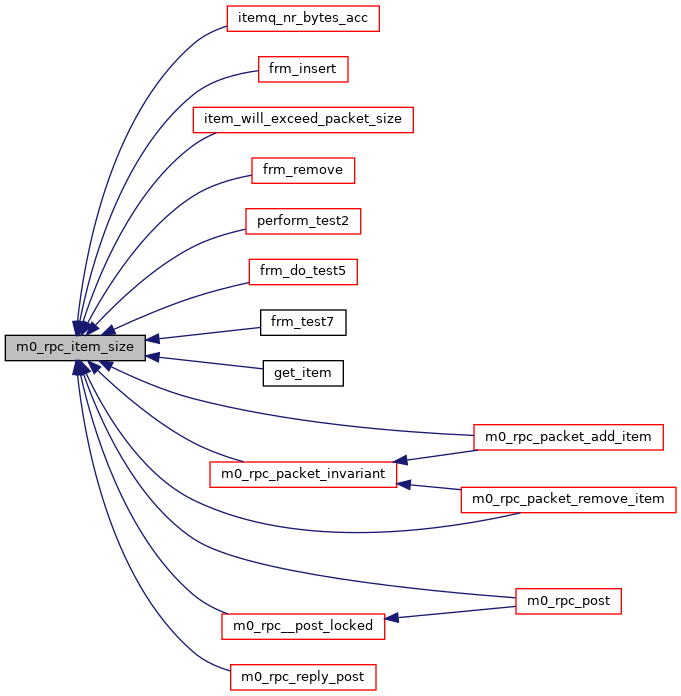 itemq_nr_bytes_acc
frm_insert
item_will_exceed_packet_size
frm_remove
perform_test2
frm_do_test5
frm_test7
m0_rpc_item_size
get_item
m0_rpc_packet_add_item
m0_rpc_packet_invariant
m0_rpc_packet_remove_item
m0_rpc_post
m0_rpc__post_locked
m0_rpc_reply_post